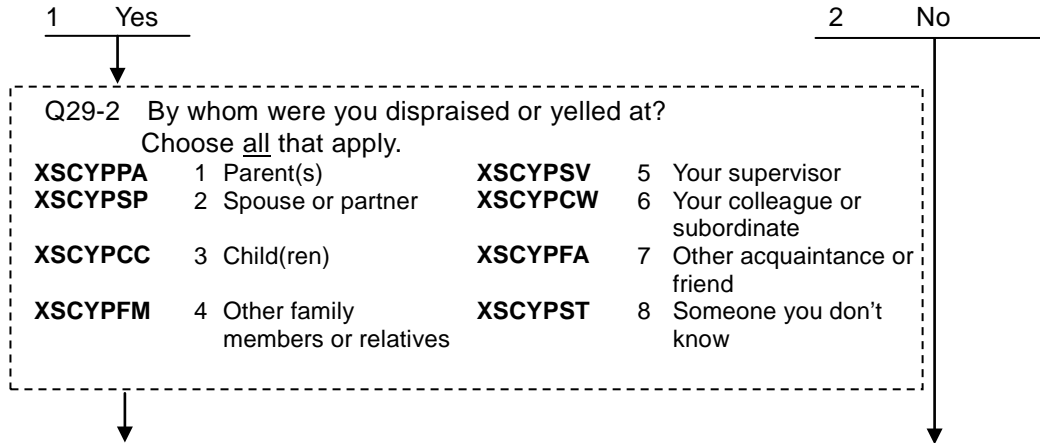 1 Yes 2 No
Q29-2 By whom were you dispraised or yelled at?
Choose all that apply.
XSCYPPA 1 Parent(s) XSCYPSV 5 Your supervisor
XSCYPSP 2 Spouse or partner XSCYPCW 6 Your colleague or
subordinate
XSCYPCC 3 Child(ren) XSCYPFA 7 Other acquaintance or
friend
XSCYPFM 4 Other family XSCYPST 8 Someone you don't
members or relatives know